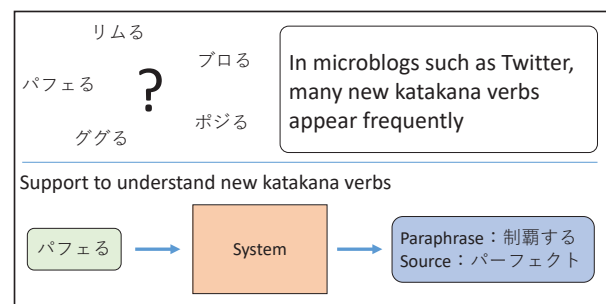 リムる
ブロる
パフェる
?
ポジる
ググる
In microblogs such as Twitter,
many new katakana verbs
appear frequently
Support to understand new katakana verbs
パフェる
System
Paraphrase：制覇する
Source：パーフェクト